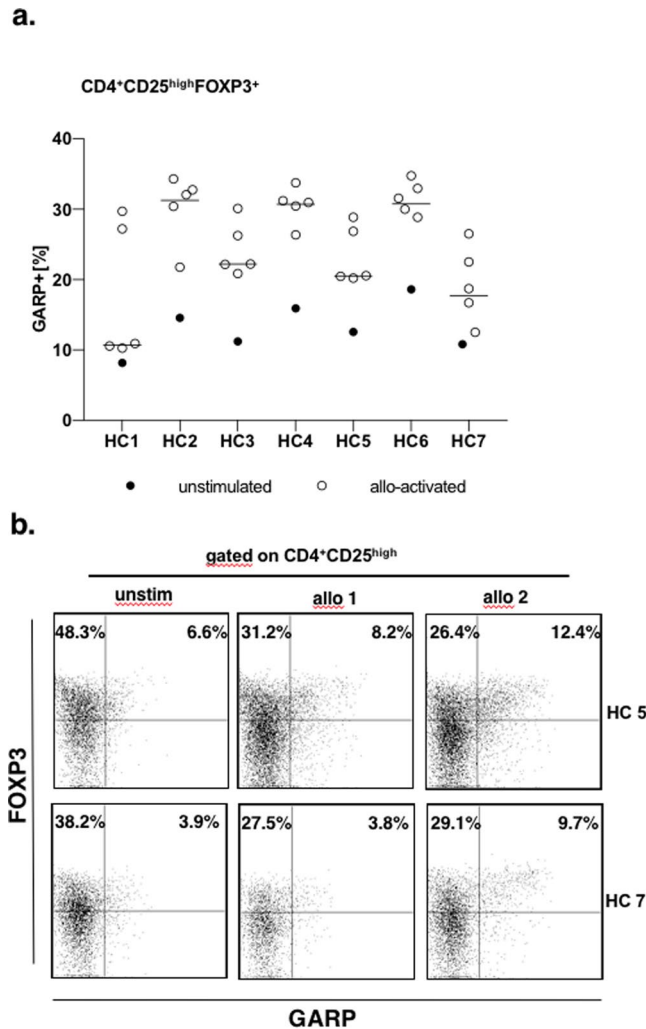 a.
CD4⁺CD25ʰⁱᵍʰFOXP3⁺
GARP+ [%]
40
30
20
10
0
HC1 HC2 HC3 HC4 HC5 HC6 HC7
unstimulated allo-activated
b.
gated on CD4⁺CD25ʰⁱᵍʰ
unstim allo 1 allo 2
48.3% 6.6% 31.2% 8.2% 26.4% 12.4%
HC 5
FOXP3
38.2% 3.9% 27.5% 3.8% 29.1% 9.7%
HC 7
GARP